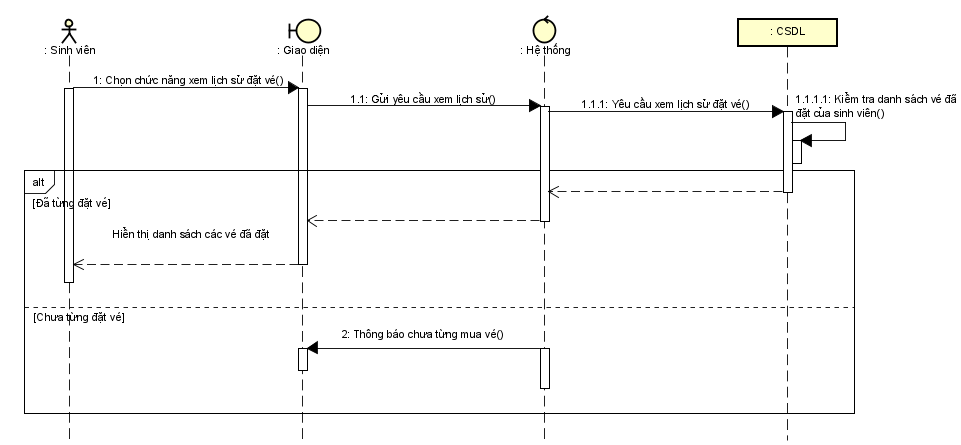 : Sinh viên
: Giao diện
: Hệ thống
: CSDL
1: Chọn chức năng xem lịch sử đặt vé()
1.1: Gửi yêu cầu xem lịch sử()
1.1.1: Yêu cầu xem lịch sử đặt vé()
1.1.1.1: Kiểm tra danh sách vé đã
đặt của sinh viên()
alt
[Đã từng đặt vé]
Hiển thị danh sách các vé đã đặt
[Chưa từng đặt vé]
2: Thông báo chưa từng mua vé()